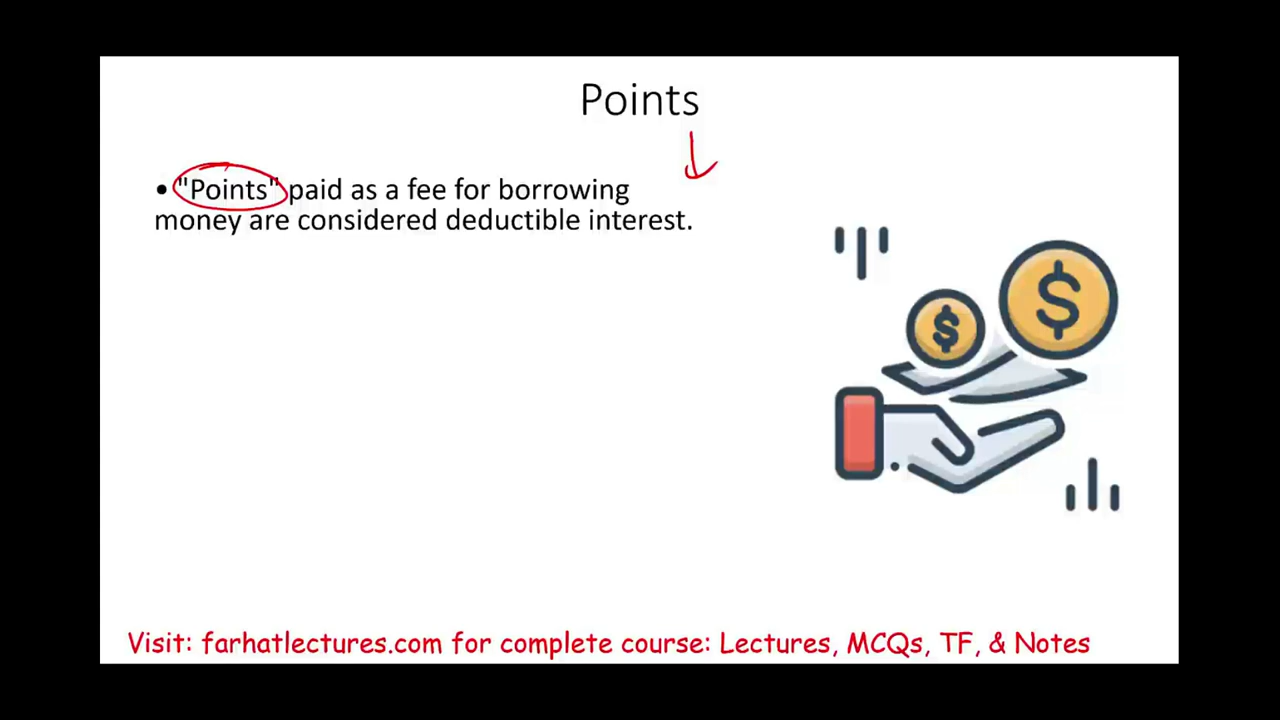 Points
• "Points" paid as a fee for borrowing
money are considered deductible interest.
$ $
Visit: farhatlectures.com for complete course: Lectures, MCQs, TF, & Notes